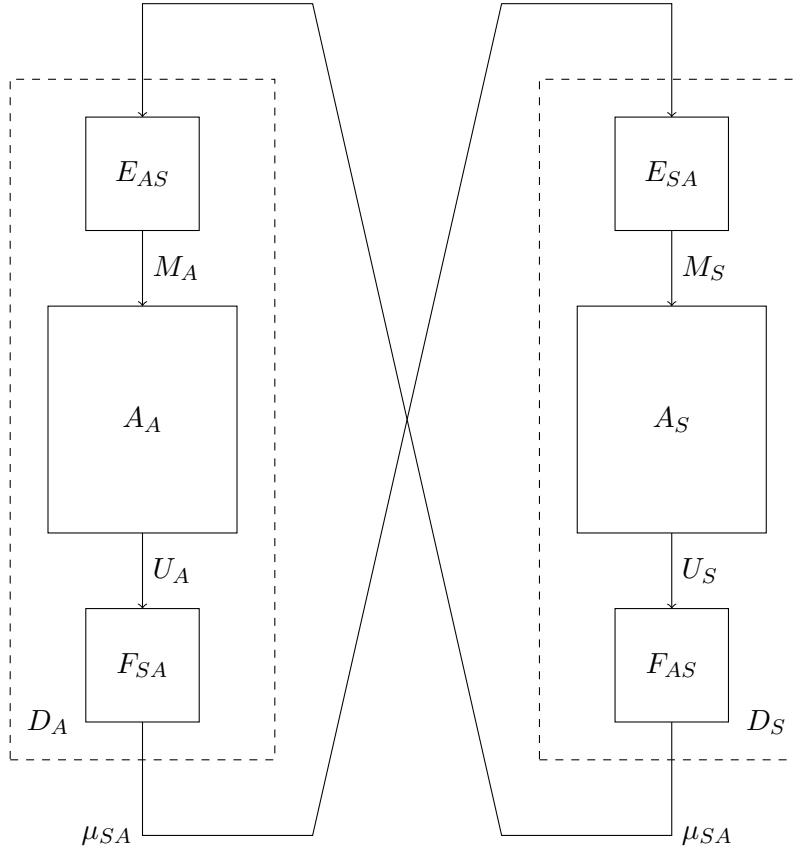 E_{AS} E_{SA}
M_A M_S
A_A A_S
U_A U_S
F_{SA} F_{AS}
D_A D_S
μ_{SA} μ_{SA}